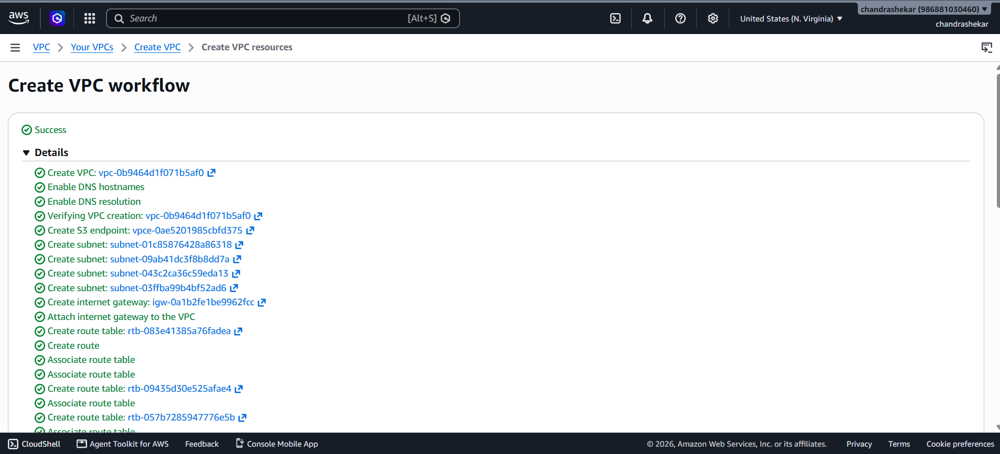 aws
Search [Alt+S]
United States (N. Virginia)
chandrashekar (986881030460)
chandrashekar
VPC
Your VPCs
Create VPC
Create VPC resources
Create VPC workflow
Success
Details
Create VPC: vpc-0b9464d1f071b5af0
Enable DNS hostnames
Enable DNS resolution
Verifying VPC creation: vpc-0b9464d1f071b5af0
Create S3 endpoint: vpce-0ae5201985cbfd375
Create subnet: subnet-01c85876428a86318
Create subnet: subnet-09ab41dc3f8b8dd7a
Create subnet: subnet-043c2ca36c59eda13
Create subnet: subnet-03ffba99b4bf52ad6
Create internet gateway: igw-0a1b2fe1be9962fcc
Attach internet gateway to the VPC
Create route table: rtb-083e41385a76fadea
Create route
Associate route table
Associate route table
Create route table: rtb-09435d30e525afae4
Associate route table
Create route table: rtb-057b7285947776e5b
Associate route table
CloudShell
Agent Toolkit for AWS
Feedback
Console Mobile App
© 2026, Amazon Web Services, Inc. or its affiliates.
Privacy
Terms
Cookie preferences